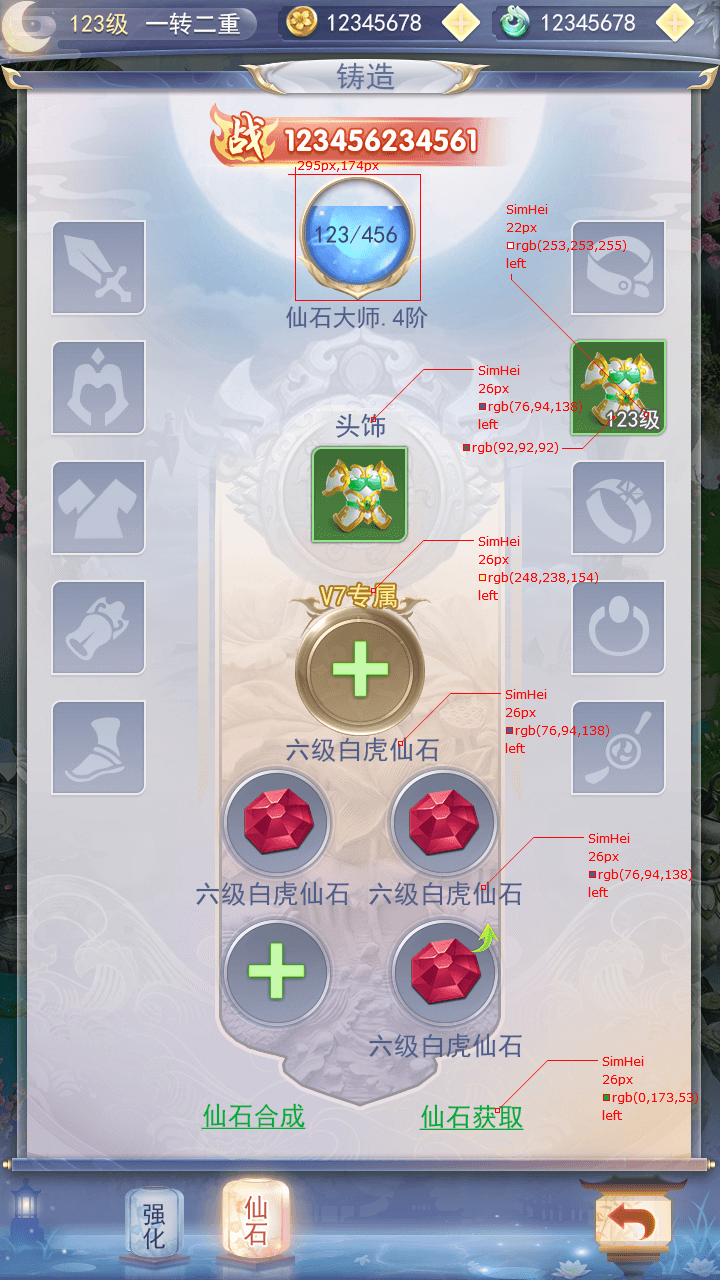 123级 一转二重 12345678 12345678
铸造
战 123456234561
295px,174px
123/456
仙石大师.4阶
SimHei
22px
rgb(253,253,255)
left
SimHei
26px
rgb(76,94,138)
left
123级
头饰
rgb(92,92,92)
SimHei
26px
rgb(248,238,154)
left
V7专属
SimHei
26px
rgb(76,94,138)
left
六级白虎仙石
SimHei
26px
rgb(76,94,138)
left
六级白虎仙石 六级白虎仙石
六级白虎仙石
SimHei
26px
rgb(0,173,53)
left
仙石合成 仙石获取
强化 仙石